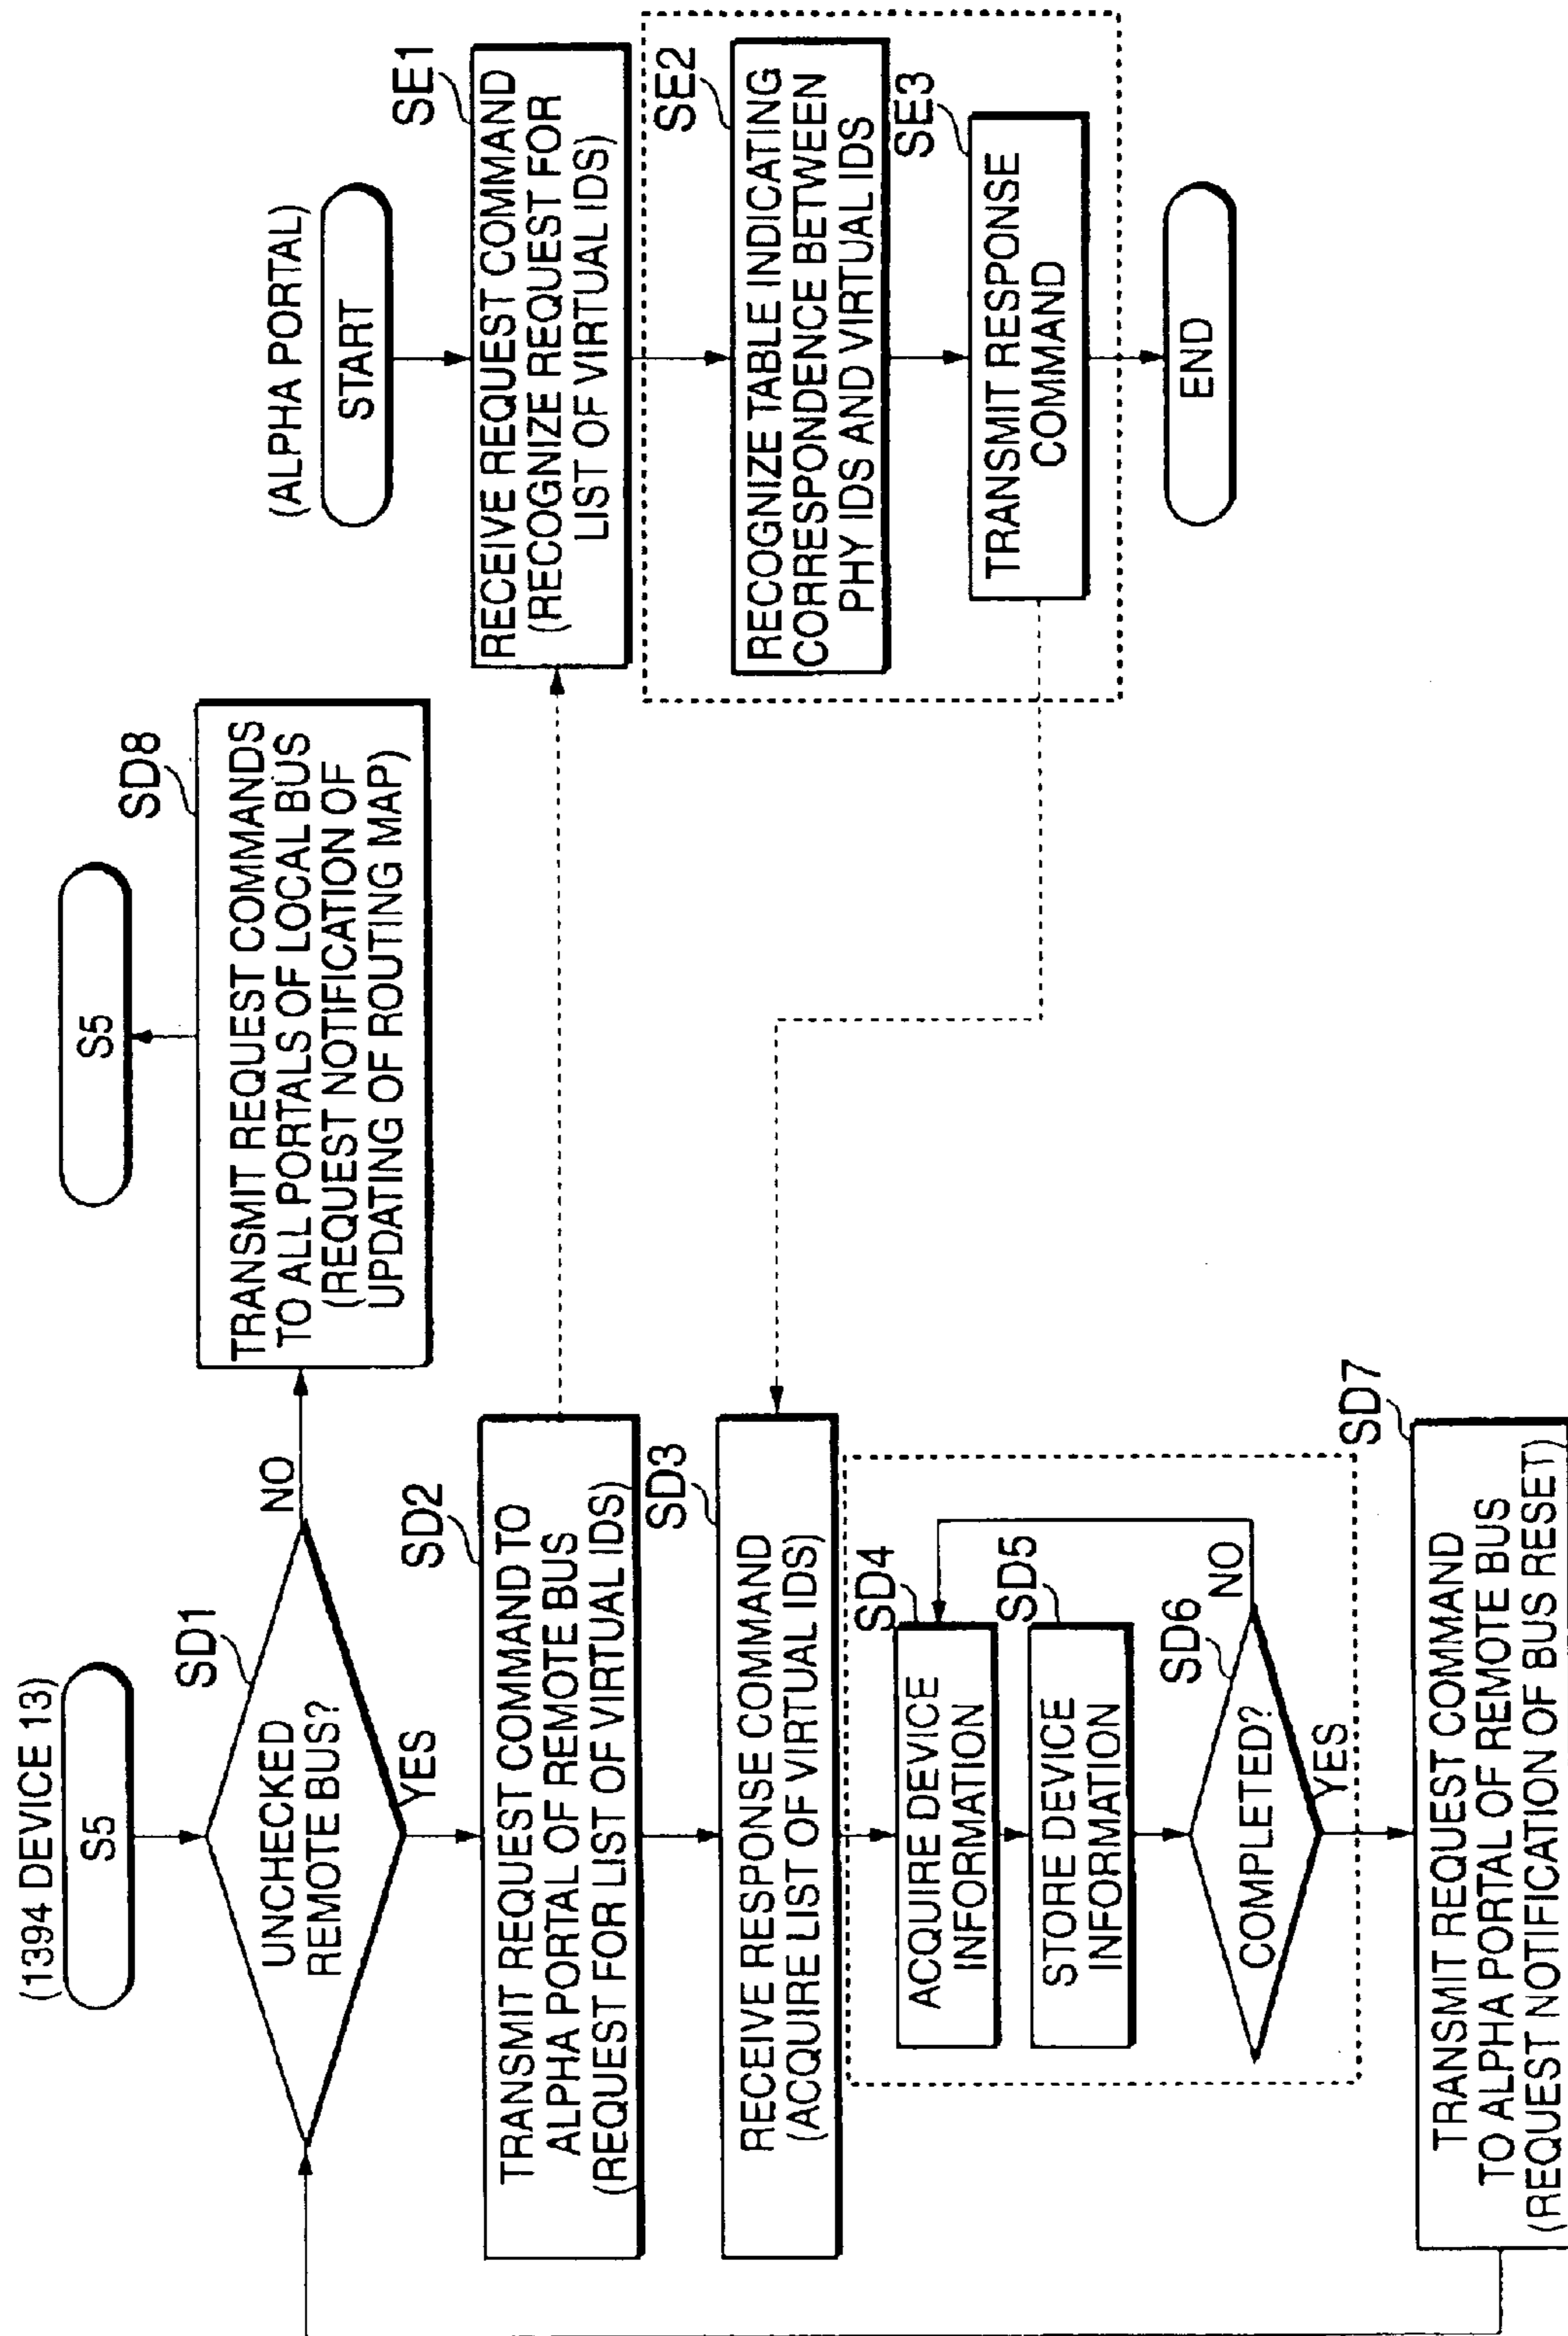 (1394 DEVICE 13)
S5
SD1
UNCHECKED
REMOTE BUS?
NO
YES
SD2
TRANSMIT REQUEST COMMAND TO
ALPHA PORTAL OF REMOTE BUS
(REQUEST FOR LIST OF VIRTUAL IDS)
SD3
RECEIVE RESPONSE COMMAND
(ACQUIRE LIST OF VIRTUAL IDS)
SD4
ACQUIRE DEVICE
INFORMATION
SD5
STORE DEVICE
INFORMATION
SD6
COMPLETED?
NO
YES
SD7
TRANSMIT REQUEST COMMAND
TO ALPHA PORTAL OF REMOTE BUS
(REQUEST NOTIFICATION OF BUS RESET)
S5
SD8
TRANSMIT REQUEST COMMANDS
TO ALL PORTALS OF LOCAL BUS
(REQUEST NOTIFICATION OF
UPDATING OF ROUTING MAP)
(ALPHA PORTAL)
START
SE1
RECEIVE REQUEST COMMAND
(RECOGNIZE REQUEST FOR
LIST OF VIRTUAL IDS)
SE2
RECOGNIZE TABLE INDICATING
CORRESPONDENCE BETWEEN
PHY IDS AND VIRTUAL IDS
SE3
TRANSMIT RESPONSE
COMMAND
END